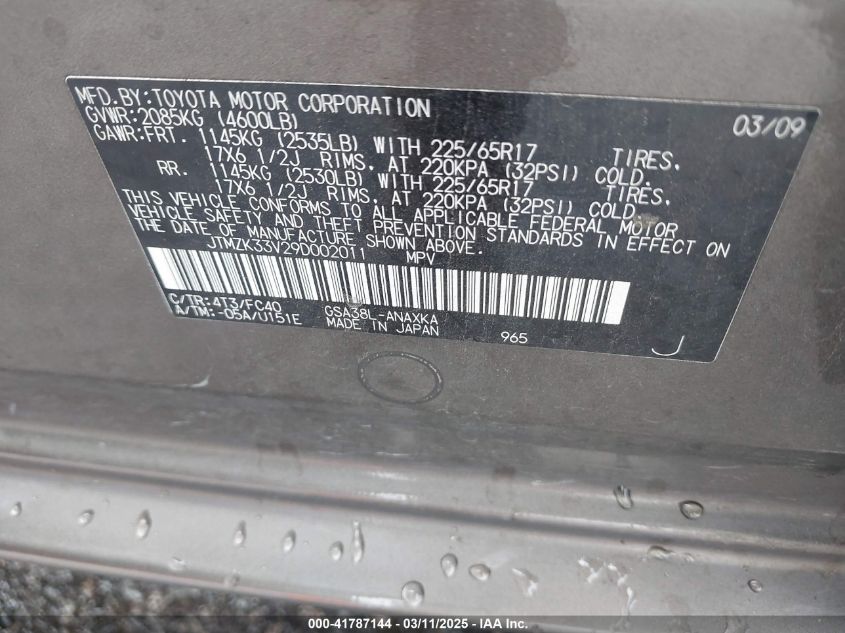 MFD.BY:TOYOTA MOTOR CORPORATION 03/09
GVWR:2085KG (4600LB)
GAWR:FRT. 1145KG (2535LB) WITH 225/65R17 TIRES,
17X6 1/2J RIMS, AT 220KPA (32PSI) COLD.
RR. 1145KG (2530LB) WITH 225/65R17 TIRES,
17X6 1/2J RIMS, AT 220KPA (32PSI) COLD.
THIS VEHICLE CONFORMS TO ALL APPLICABLE FEDERAL MOTOR
VEHICLE SAFETY AND THEFT PREVENTION STANDARDS IN EFFECT ON
THE DATE OF MANUFACTURE SHOWN ABOVE.
JTMZK33V29D002011 MPV
C/TR:4T3/FC40 GSA38L-ANAXKA
A/TM:-05A/U151E MADE IN JAPAN 965
J
000-41787144 - 03/11/2025 - IAA Inc.